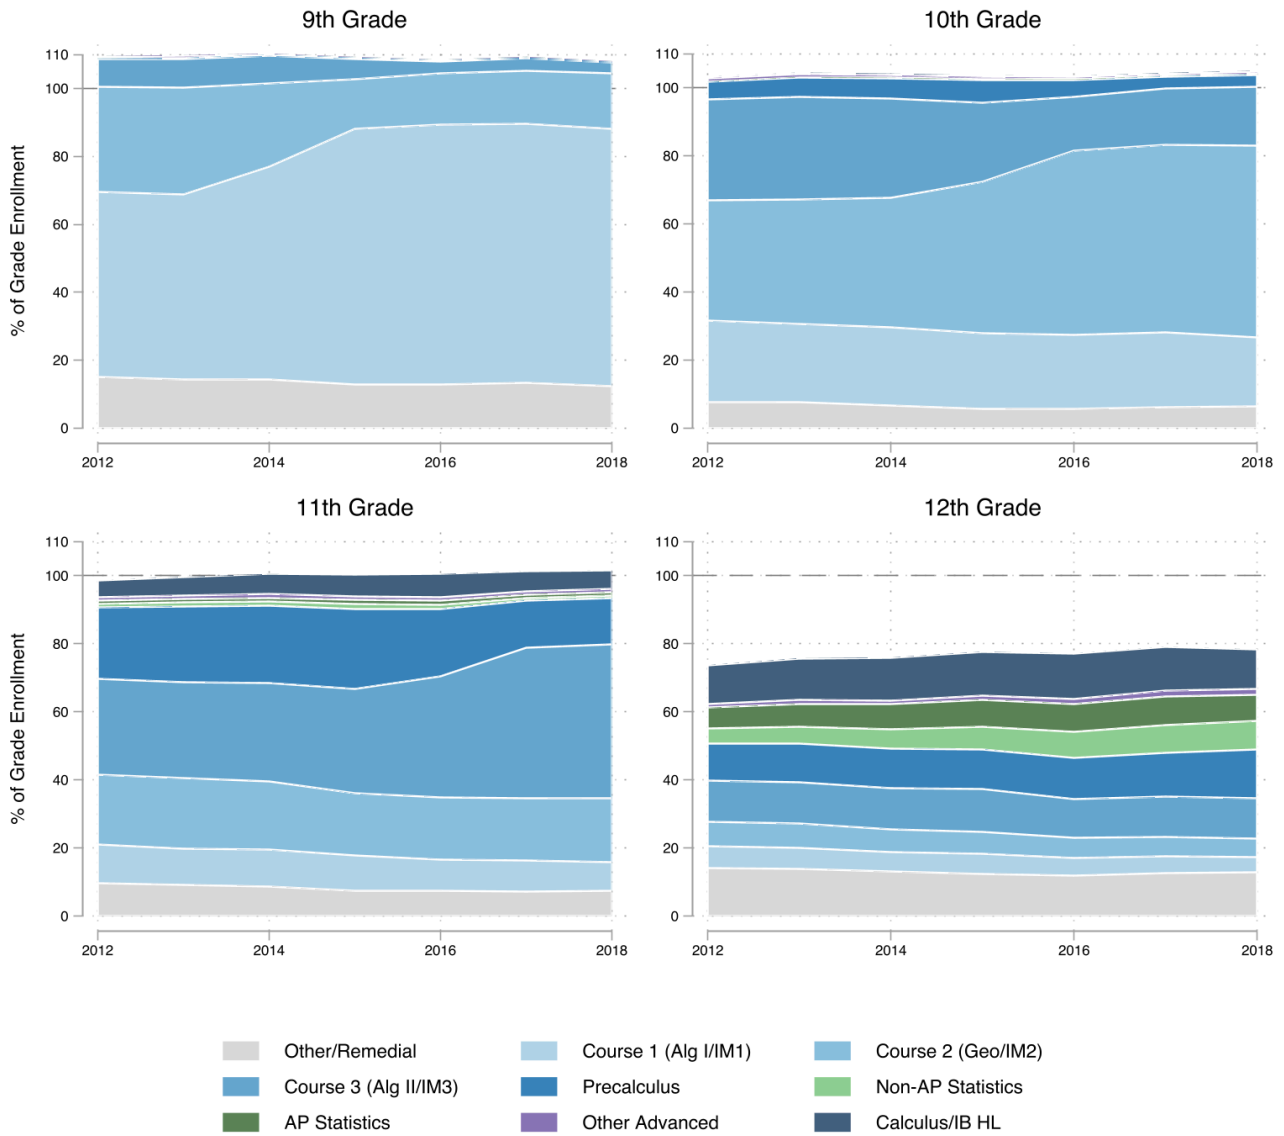 9th Grade
10th Grade
% of Grade Enrollment
110
100
80
60
40
20
0
2012
2014
2016
2018
110
100
80
60
40
20
0
2012
2014
2016
2018
11th Grade
12th Grade
% of Grade Enrollment
110
100
80
60
40
20
0
2012
2014
2016
2018
110
100
80
60
40
20
0
2012
2014
2016
2018
Other/Remedial
Course 1 (Alg I/IM1)
Course 2 (Geo/IM2)
Course 3 (Alg II/IM3)
Precalculus
Non-AP Statistics
AP Statistics
Other Advanced
Calculus/IB HL